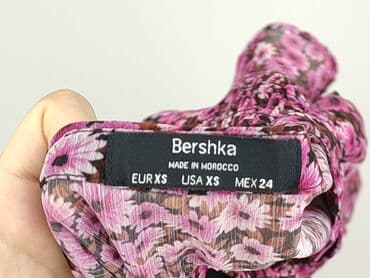 Bershka
MADE IN MOROCCO
EUR XS USA XS MEX 24